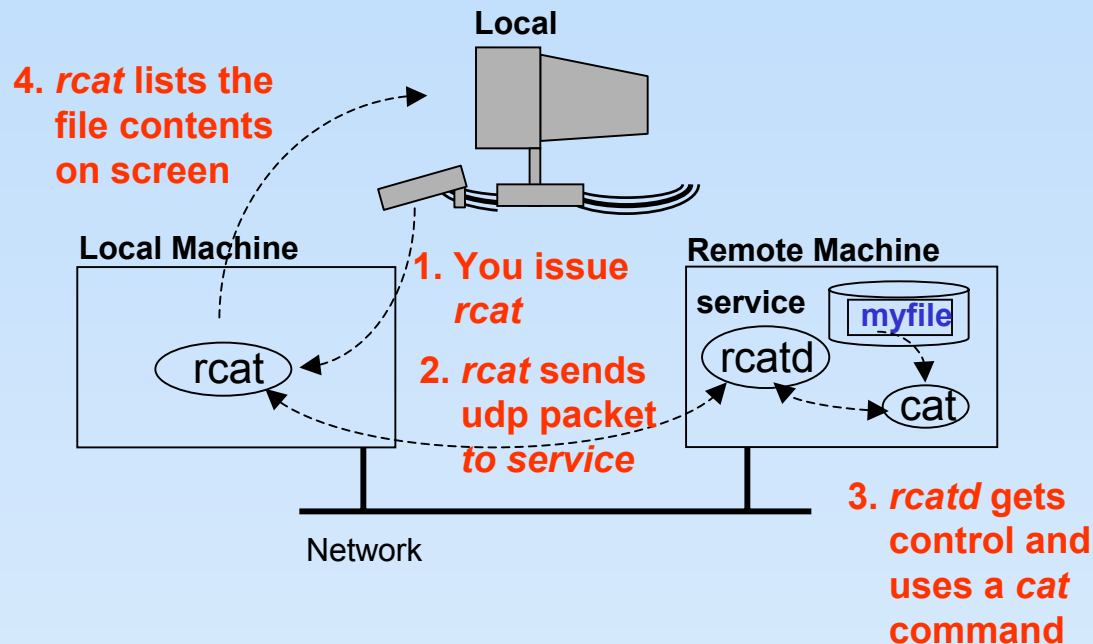 Local
4. rcat lists the
file contents
on screen
Local Machine
Remote Machine
1. You issue
rcat
service
myfile
rcat
rcatd
cat
2. rcat sends
udp packet
to service
3. rcatd gets
control and
uses a cat
command
Network